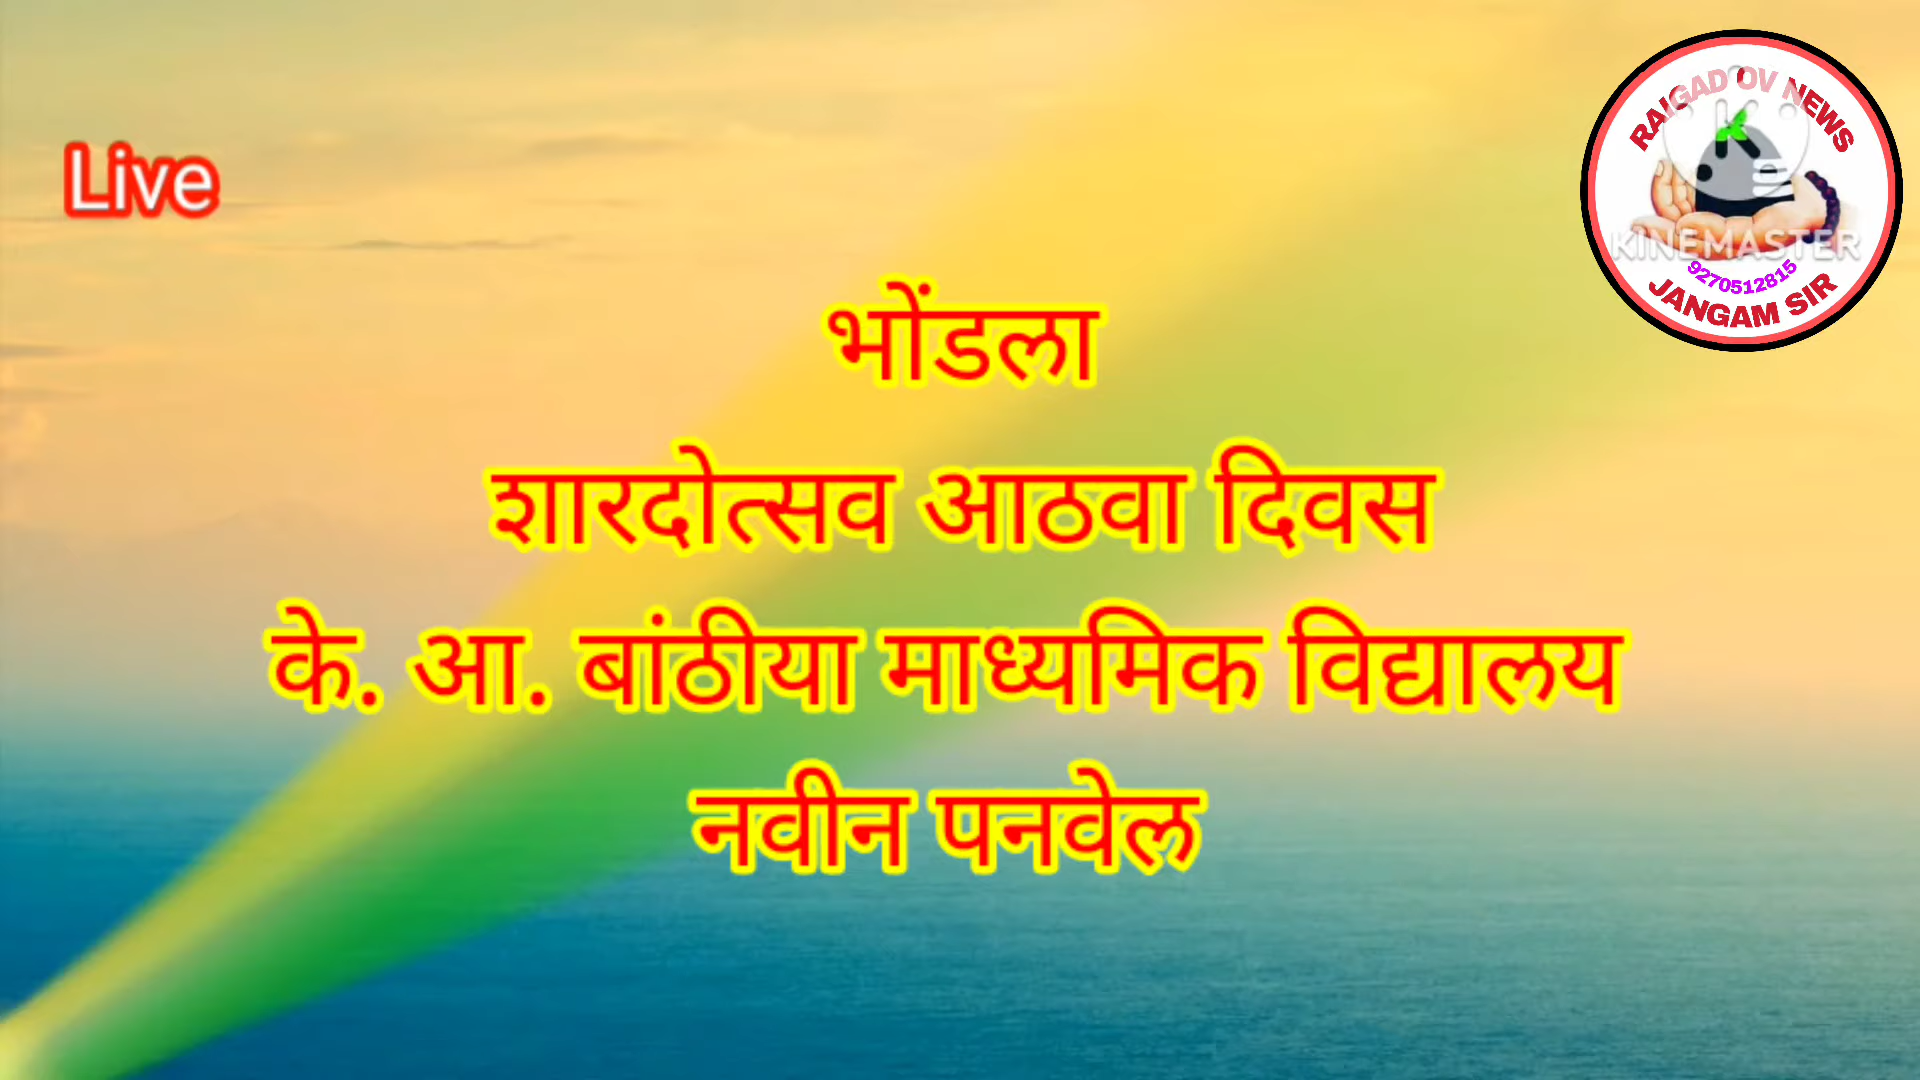 Live
RAIGAD OV NEWS
KINEMASTER
9270512815
JANGAM SIR
भोंडला
शारदोत्सव आठवा दिवस
के. आ. बांठीया माध्यमिक विद्यालय
नवीन पनवेल